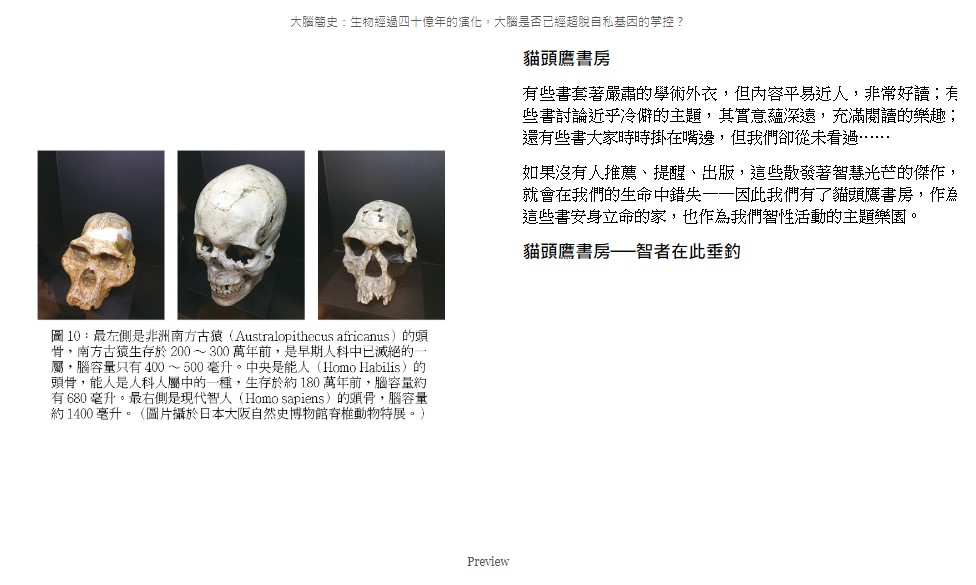 大腦簡史：生物經過四十億年的演化，大腦是否已經超脫自私基因的掌控？
圖 10：最左側是非洲南方古猿（Australopithecus africanus）的頭
骨，南方古猿生存於 200 ～ 300 萬年前，是早期人科中已滅絕的一
屬，腦容量只有 400 ～ 500 毫升。中央是能人（Homo Habilis）的
頭骨，能人是人科人屬中的一種，生存於約 180 萬年前，腦容量約
有 680 毫升。最右側是現代智人（Homo sapiens）的頭骨，腦容量
約 1400 毫升。（圖片攝於日本大阪自然史博物館脊椎動物特展。）
貓頭鷹書房
有些書套著嚴肅的學術外衣，但內容平易近人，非常好讀；有
些書討論近乎冷僻的主題，其實意蘊深遠，充滿閱讀的樂趣；
還有些書大家時時掛在嘴邊，但我們卻從未看過……
如果沒有人推薦、提醒、出版，這些散發著智慧光芒的傑作，
就會在我們的生命中錯失——因此我們有了貓頭鷹書房，作為
這些書安身立命的家，也作為我們智性活動的主題樂園。
貓頭鷹書房──智者在此垂釣
Preview